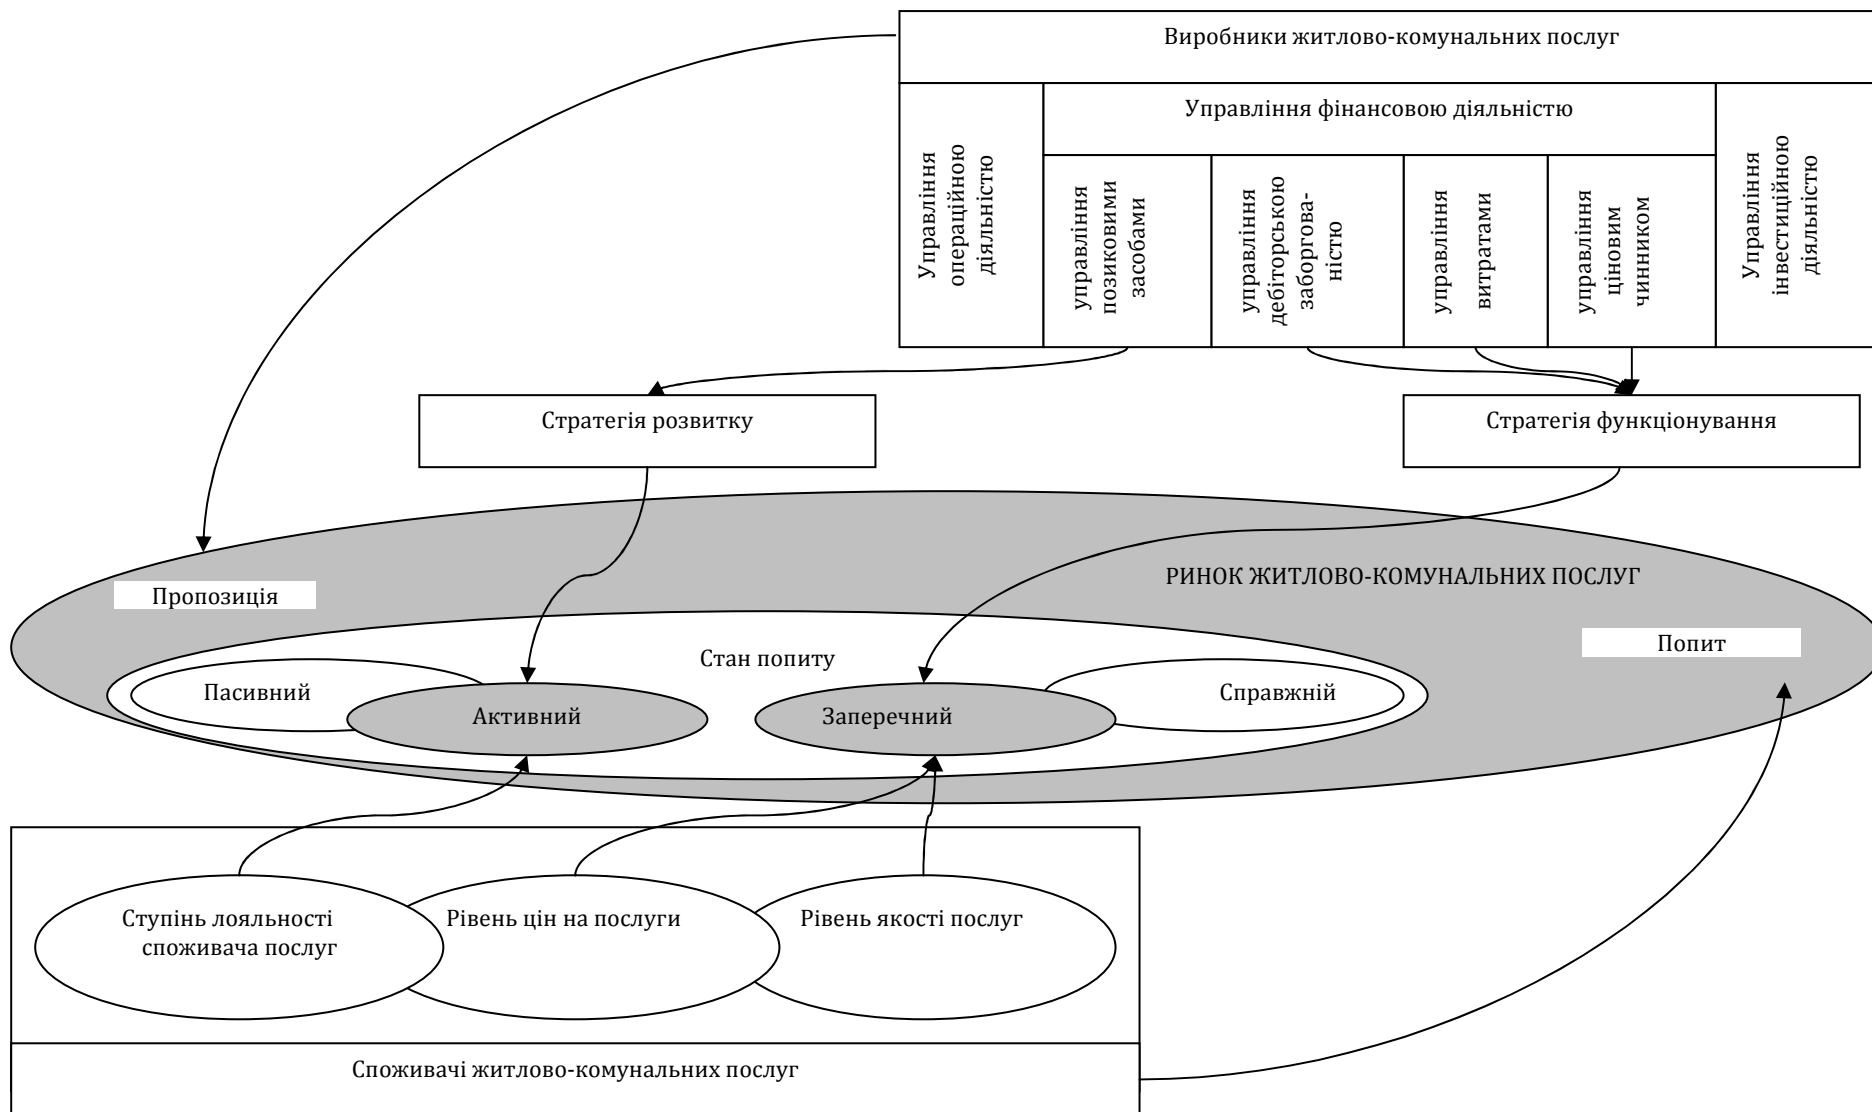 Виробники житлово-комунальних послуг
Управління фінансовою діяльністю
Управління
операційною
діяльністю
управління
позиковими
засобами
управління
дебіторською
заборгова-
ністю
управління
витратами
управління
ціновим
чинником
Управління
інвестиційною
діяльністю
Стратегія розвитку
Стратегія функціонування
РИНОК ЖИТЛОВО-КОМУНАЛЬНИХ ПОСЛУГ
Пропозиція
Попит
Стан попиту
Пасивний
Активний
Заперечний
Справжній
Ступінь лояльності
споживача послуг
Рівень цін на послуги
Рівень якості послуг
Споживачі житлово-комунальних послуг